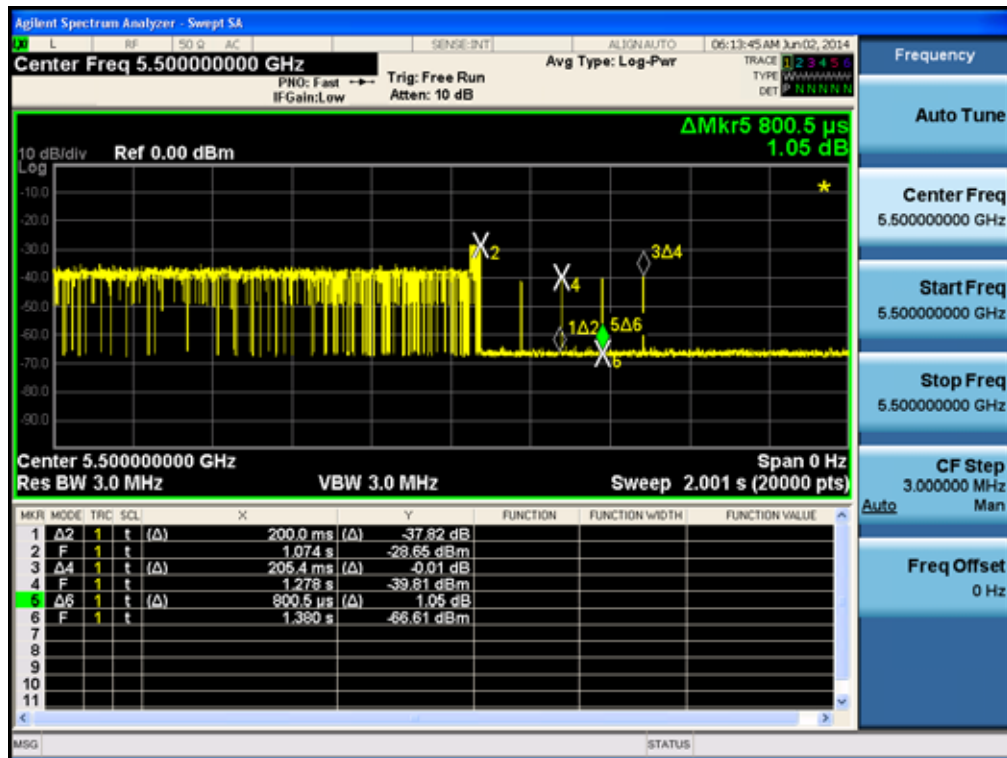 Agilent Spectrum Analyzer - Swept SA
L RF 50 Ω AC SENSE:INT ALIGN AUTO 06:13:45 AM Jun 02, 2014
Center Freq 5.500000000 GHz
PNO: Fast
IFGain:Low
Trig: Free Run
Atten: 10 dB
Avg Type: Log-Pwr
TRACE 1 2 3 4 5 6
TYPE
DET P N N N N N
ΔMkr5 800.5 µs
1.05 dB
10 dB/div Ref 0.00 dBm
Log
-10.0
-20.0
-30.0
-40.0
-50.0
-60.0
-70.0
-80.0
-90.0
2
3Δ4
4
1Δ2
5Δ6
6
Center 5.500000000 GHz Span 0 Hz
Res BW 3.0 MHz VBW 3.0 MHz Sweep 2.001 s (20000 pts)
MKR MODE TRC SCL X Y FUNCTION FUNCTION WIDTH FUNCTION VALUE
1 Δ2 1 t (Δ) 200.0 ms (Δ) -37.82 dB
2 F 1 t 1.074 s -28.65 dBm
3 Δ4 1 t (Δ) 205.4 ms (Δ) -0.01 dB
4 F 1 t 1.278 s -39.81 dBm
5 Δ6 1 t (Δ) 800.5 µs (Δ) 1.05 dB
6 F 1 t 1.380 s -66.61 dBm
7
8
9
10
11
MSG STATUS
Frequency
Auto Tune
Center Freq
5.500000000 GHz
Start Freq
5.500000000 GHz
Stop Freq
5.500000000 GHz
CF Step
3.000000 MHz
Auto Man
Freq Offset
0 Hz